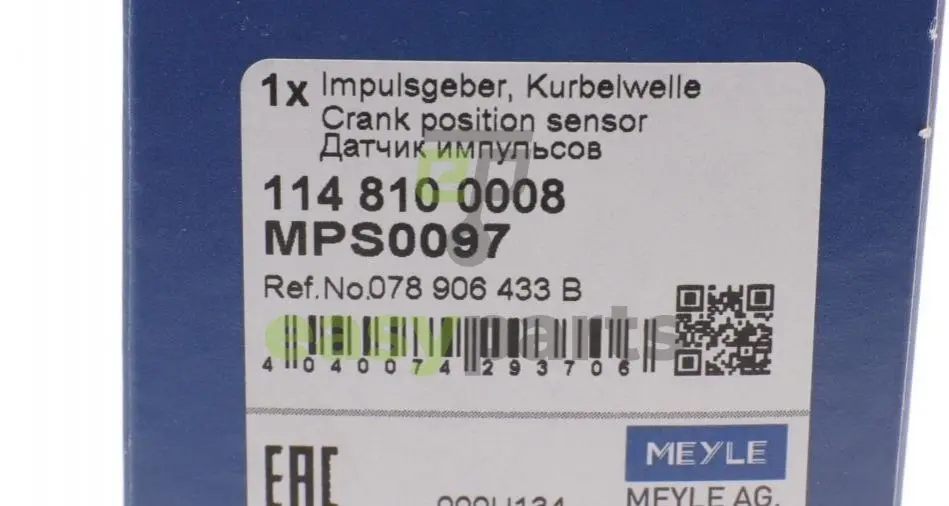 1x Impulsgeber, Kurbelwelle
Crank position sensor
Датчик импульсов
114 810 0008
MPS0097
Ref.No.078 906 433 B
easyparts
4 040074 293706
EAC
MEYLE
MEYLE AG.